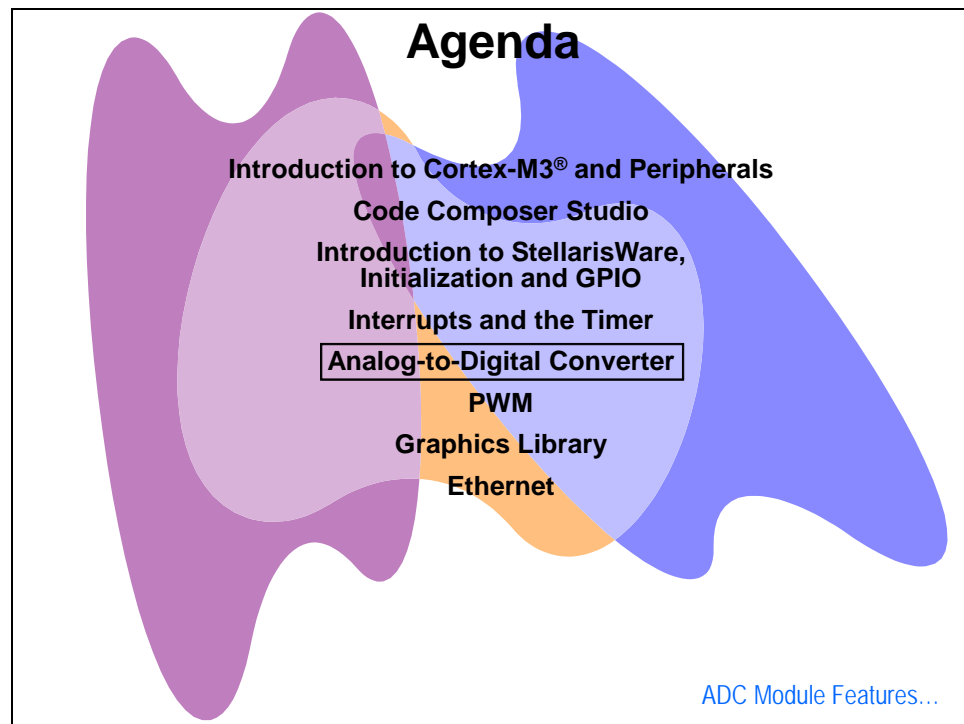 Agenda
Introduction to Cortex-M3® and Peripherals
Code Composer Studio
Introduction to StellarisWare,
Initialization and GPIO
Interrupts and the Timer
Analog-to-Digital Converter
PWM
Graphics Library
Ethernet
ADC Module Features…